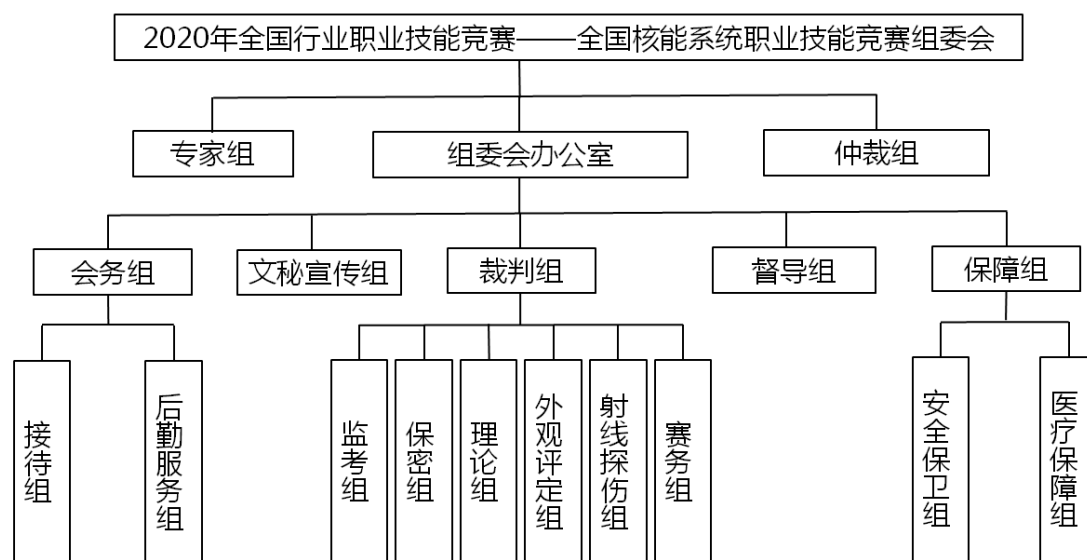 2020年全国行业职业技能竞赛——全国核能系统职业技能竞赛组委会
专家组
组委会办公室
仲裁组
会务组
文秘宣传组
裁判组
督导组
保障组
接待组
后勤服务组
监考组
保密组
理论组
外观评定组
射线探伤组
赛务组
安全保卫组
医疗保障组